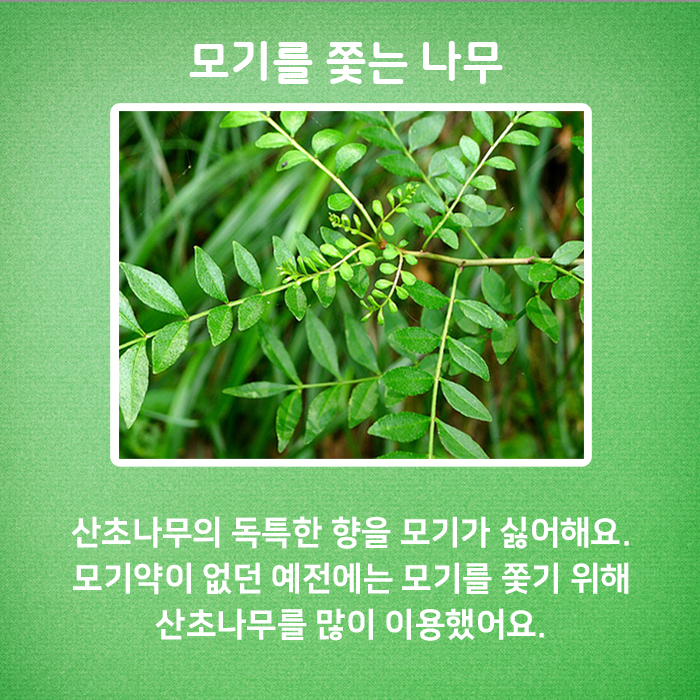 모기를 쫓는 나무
산초나무의 독특한 향을 모기가 싫어해요.
모기약이 없던 예전에는 모기를 쫓기 위해
산초나무를 많이 이용했어요.